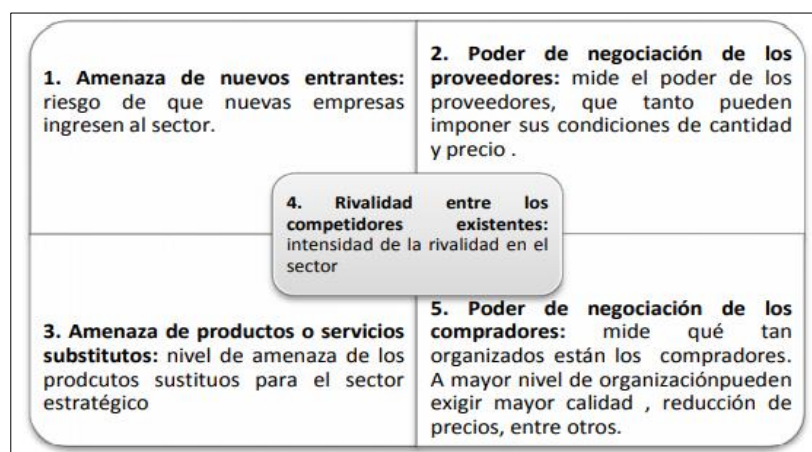 1. Amenaza de nuevos entrantes:
riesgo de que nuevas empresas
ingresen al sector.
2. Poder de negociación de los
proveedores: mide el poder de los
proveedores, que tanto pueden
imponer sus condiciones de cantidad
y precio .
4. Rivalidad entre los
competidores existentes:
intensidad de la rivalidad en el
sector
3. Amenaza de productos o servicios
substitutos: nivel de amenaza de los
prodcutos sustituos para el sector
estratégico
5. Poder de negociación de los
compradores: mide qué tan
organizados están los compradores.
A mayor nivel de organizaciónpueden
exigir mayor calidad , reducción de
precios, entre otros.